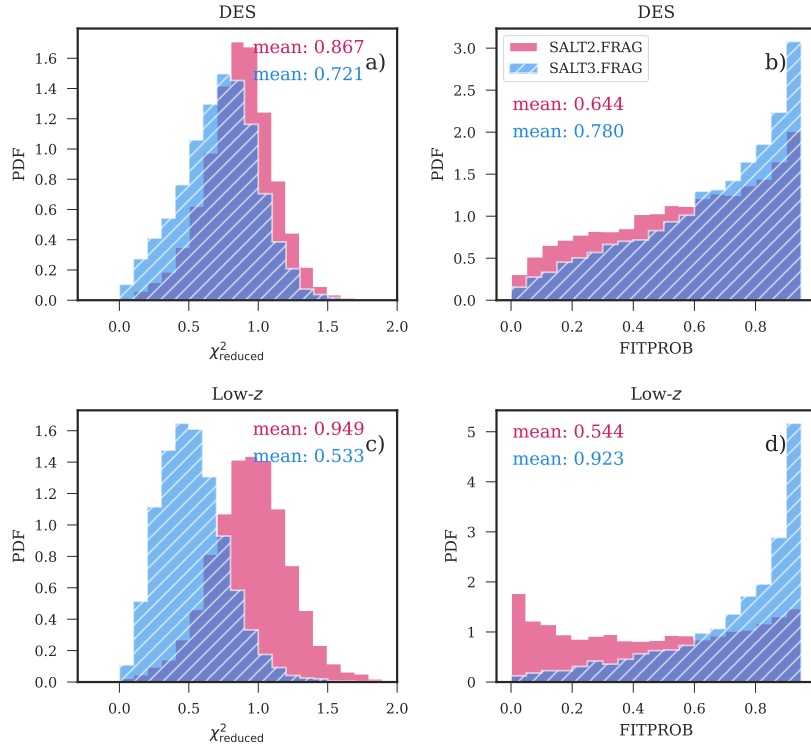 DES
mean: 0.867
mean: 0.721
a)
PDF
1.6
1.4
1.2
1.0
0.8
0.6
0.4
0.2
0.0
0.0 0.5 1.0 1.5 2.0
χ²reduced
DES
SALT2.FRAG
SALT3.FRAG
b)
mean: 0.644
mean: 0.780
PDF
3.0
2.5
2.0
1.5
1.0
0.5
0.0
0.0 0.2 0.4 0.6 0.8
FITPROB
Low-z
mean: 0.949
mean: 0.533
c)
PDF
1.6
1.4
1.2
1.0
0.8
0.6
0.4
0.2
0.0
0.0 0.5 1.0 1.5 2.0
χ²reduced
Low-z
mean: 0.544
mean: 0.923
d)
PDF
5
4
3
2
1
0
0.0 0.2 0.4 0.6 0.8
FITPROB